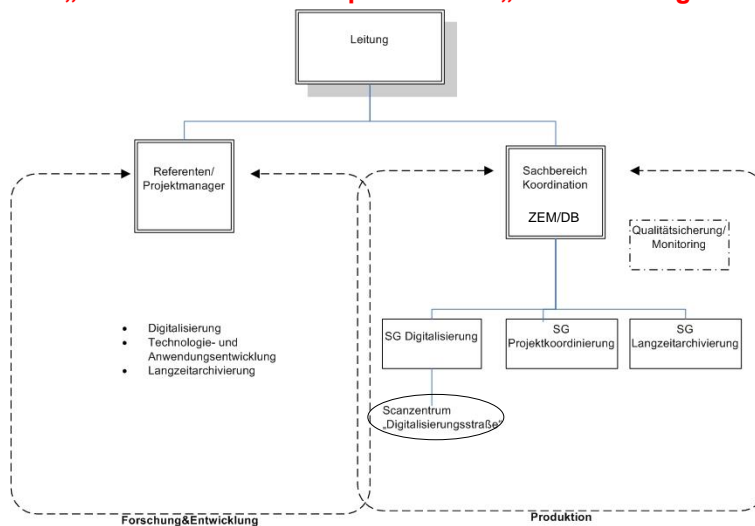 Leitung
Referenten/
Projektmanager
Sachbereich
Koordination
ZEM/DB
Qualitätsicherung/
Monitoring
• Digitalisierung
• Technologie- und
Anwendungsentwicklung
• Langzeitarchivierung
SG Digitalisierung
SG
Projektkoordinierung
SG
Langzeitarchivierung
Scanzentrum
„Digitalisierungsstraße“
Forschung&Entwicklung
Produktion